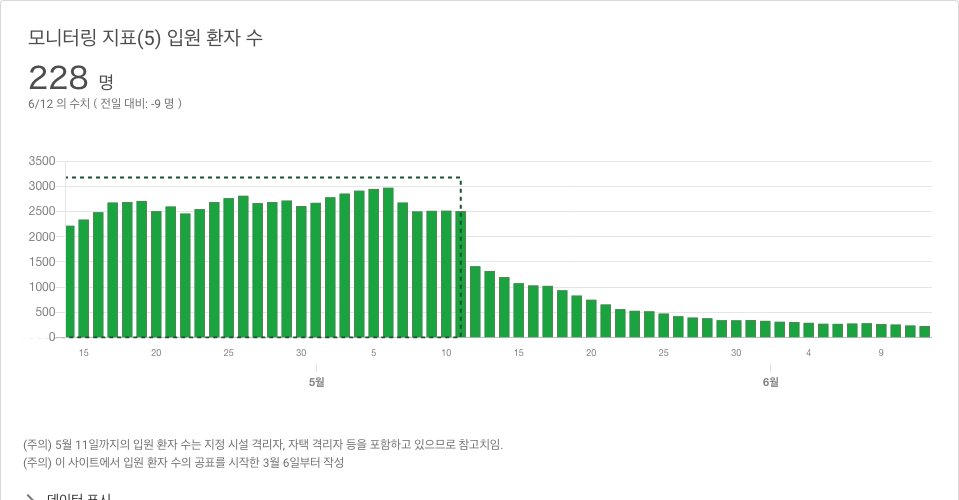 모니터링 지표(5) 입원 환자 수
228 명
6/12 의 수치 ( 전일 대비: -9 명 )
3500
3000
2500
2000
1500
1000
500
0
15 20 25 30 5 10 15 20 25 30 4 9
5월 6월
(주의) 5월 11일까지의 입원 환자 수는 지정 시설 격리자, 자택 격리자 등을 포함하고 있으므로 참고치임.
(주의) 이 사이트에서 입원 환자 수의 공표를 시작한 3월 6일부터 작성
데이터 표시